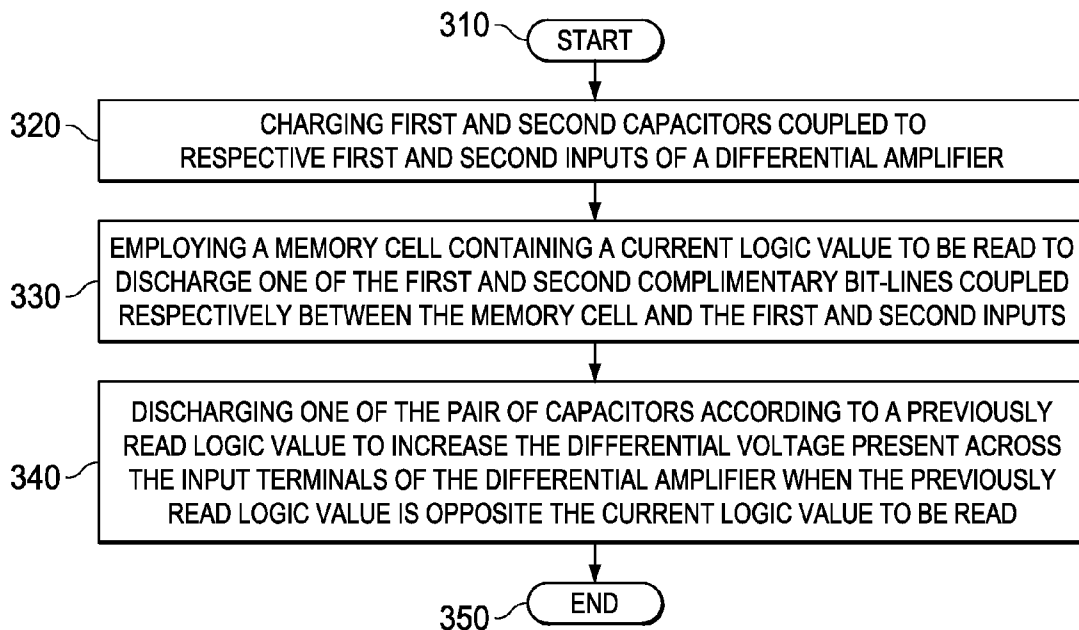 310
START
320
CHARGING FIRST AND SECOND CAPACITORS COUPLED TO
RESPECTIVE FIRST AND SECOND INPUTS OF A DIFFERENTIAL AMPLIFIER
330
EMPLOYING A MEMORY CELL CONTAINING A CURRENT LOGIC VALUE TO BE READ TO
DISCHARGE ONE OF THE FIRST AND SECOND COMPLIMENTARY BIT-LINES COUPLED
RESPECTIVELY BETWEEN THE MEMORY CELL AND THE FIRST AND SECOND INPUTS
340
DISCHARGING ONE OF THE PAIR OF CAPACITORS ACCORDING TO A PREVIOUSLY
READ LOGIC VALUE TO INCREASE THE DIFFERENTIAL VOLTAGE PRESENT ACROSS
THE INPUT TERMINALS OF THE DIFFERENTIAL AMPLIFIER WHEN THE PREVIOUSLY
READ LOGIC VALUE IS OPPOSITE THE CURRENT LOGIC VALUE TO BE READ
350
END